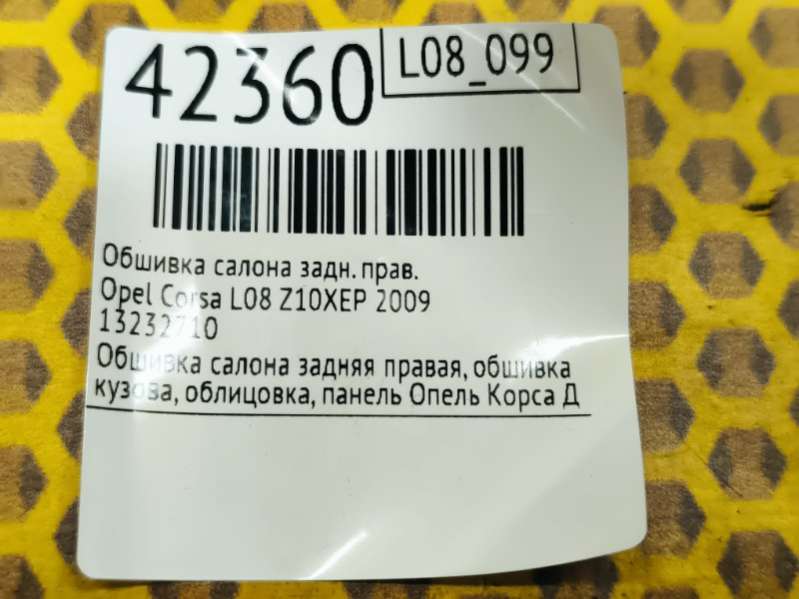 42360
L08_099
Обшивка салона задн. прав.
Opel Corsa L08 Z10XEP 2009
13232710
Обшивка салона задняя правая, обшивка
кузова, облицовка, панель Опель Корса Д